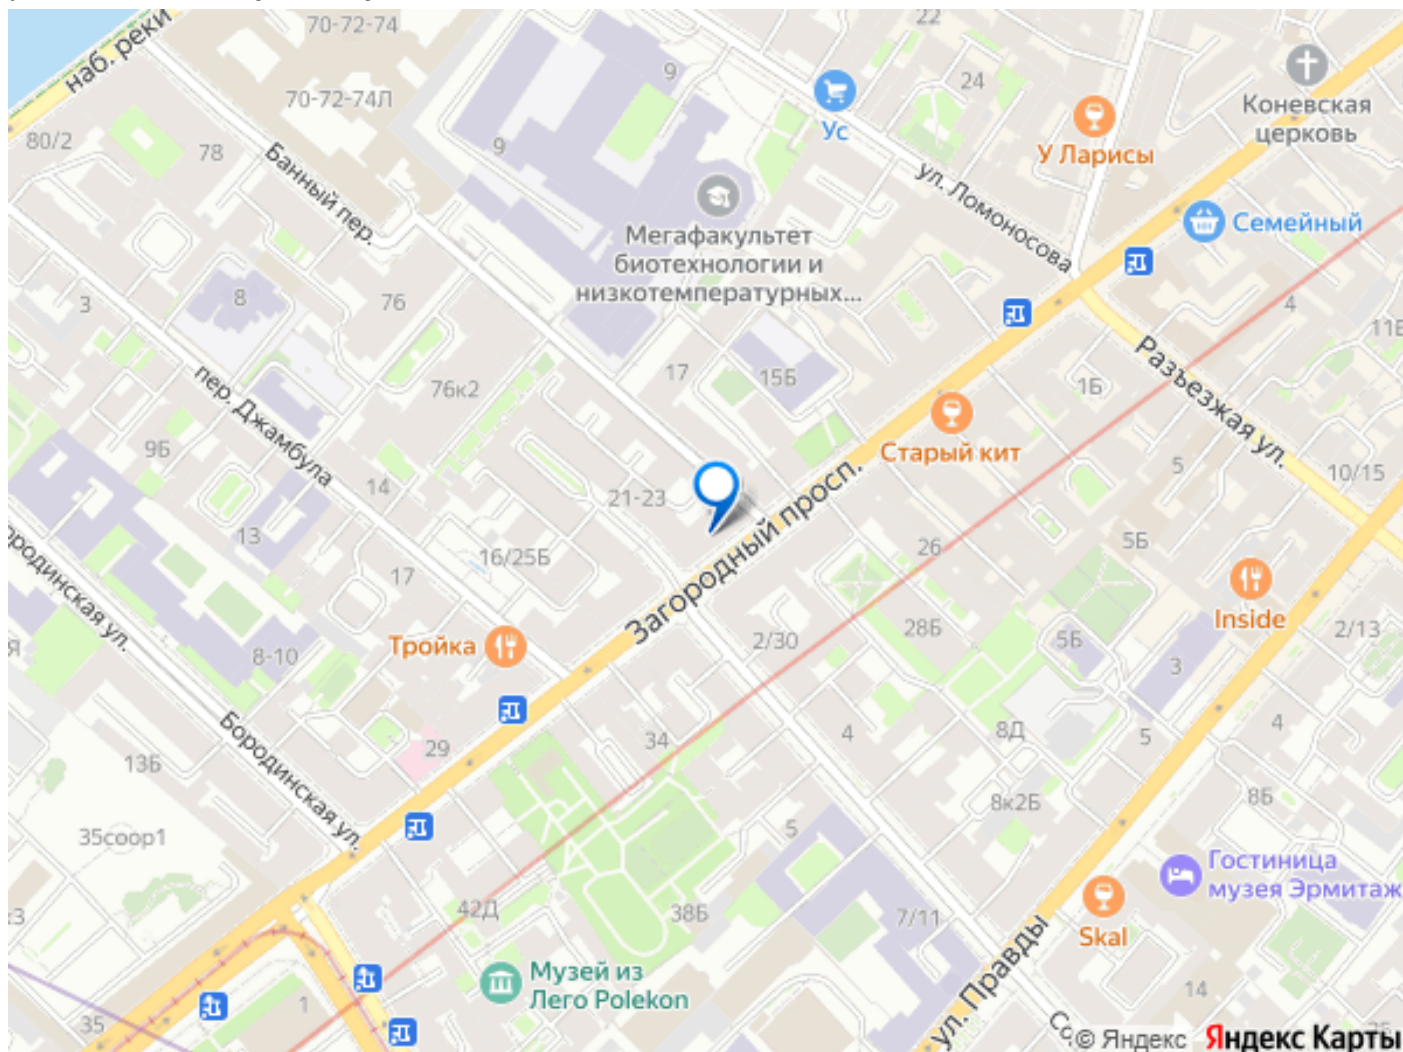 наб. реки
70-72-74
22
9
24
Коневская
церковь
70-72-74Л
Ус
У Ларисы
80/2
78
9
Банный пер.
ул. Ломоносова
Семейный
Мегафакультет
биотехнологии и
низкотемпературных...
3
8
76
4
11Б
Разъезжая ул.
17
15Б
1Б
76к2
пер. Джамбула
Старый кит
9Б
14
21-23
5
10/15
Загородный просп.
13
16/25Б
26
5Б
17
Inside
Бородинская ул.
Тройка
8-10
2/30
28Б
5Б
3
2/13
29
34
4
8Д
5
4
13Б
Бородинская ул.
8к2Б
8Б
35соор1
5
Гостиница
музея Эрмитаж
42Д
38Б
7/11
Skal
Музей из
Лего Polekon
ул. Правды
14
1
35
© Яндекс Яндекс Карты